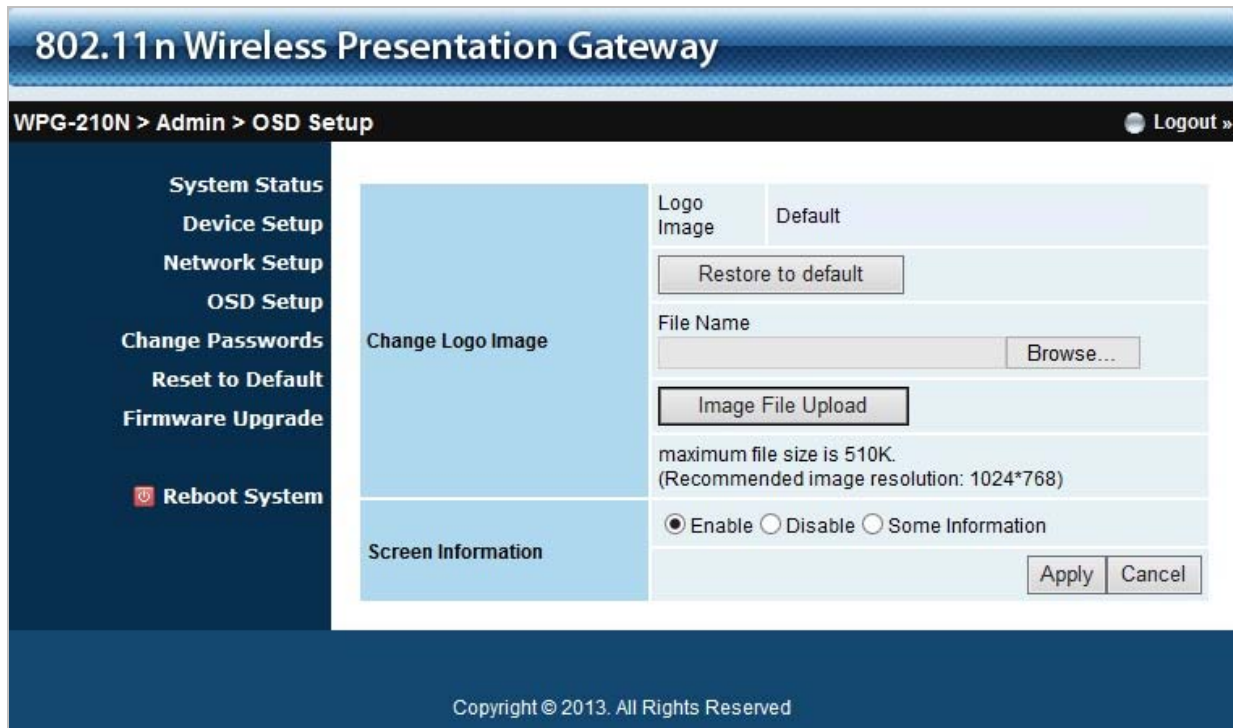 802.11n Wireless Presentation Gateway
WPG-210N > Admin > OSD Setup
Logout »
System Status
Device Setup
Network Setup
OSD Setup
Change Passwords
Reset to Default
Firmware Upgrade
Reboot System
Change Logo Image
Logo
Image
Default
Restore to default
File Name
Browse...
Image File Upload
maximum file size is 510K.
(Recommended image resolution: 1024*768)
Screen Information
Enable Disable Some Information
Apply Cancel
Copyright © 2013. All Rights Reserved